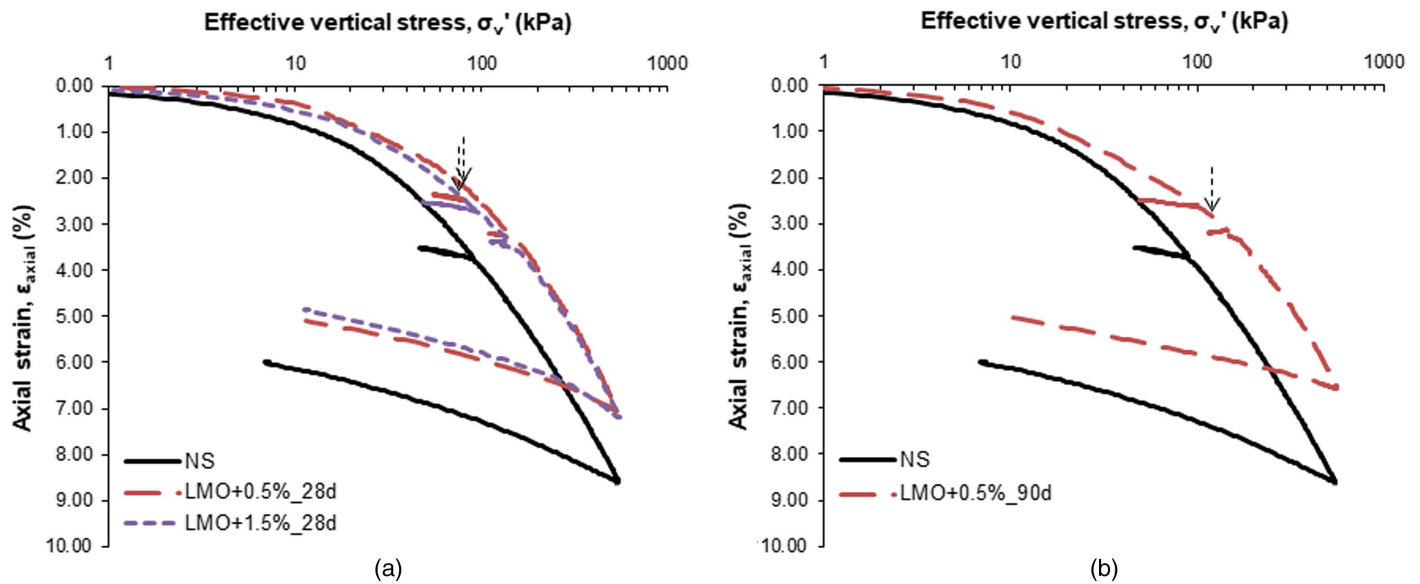 Effective vertical stress, σv' (kPa)
1 10 100 1000
0.00
1.00
2.00
3.00
4.00
5.00
6.00
7.00
8.00
9.00
10.00
Axial strain, εaxial (%)
NS
LMO+0.5%_28d
LMO+1.5%_28d
(a)
Effective vertical stress, σv' (kPa)
1 10 100 1000
0.00
1.00
2.00
3.00
4.00
5.00
6.00
7.00
8.00
9.00
10.00
Axial strain, εaxial (%)
NS
LMO+0.5%_90d
(b)